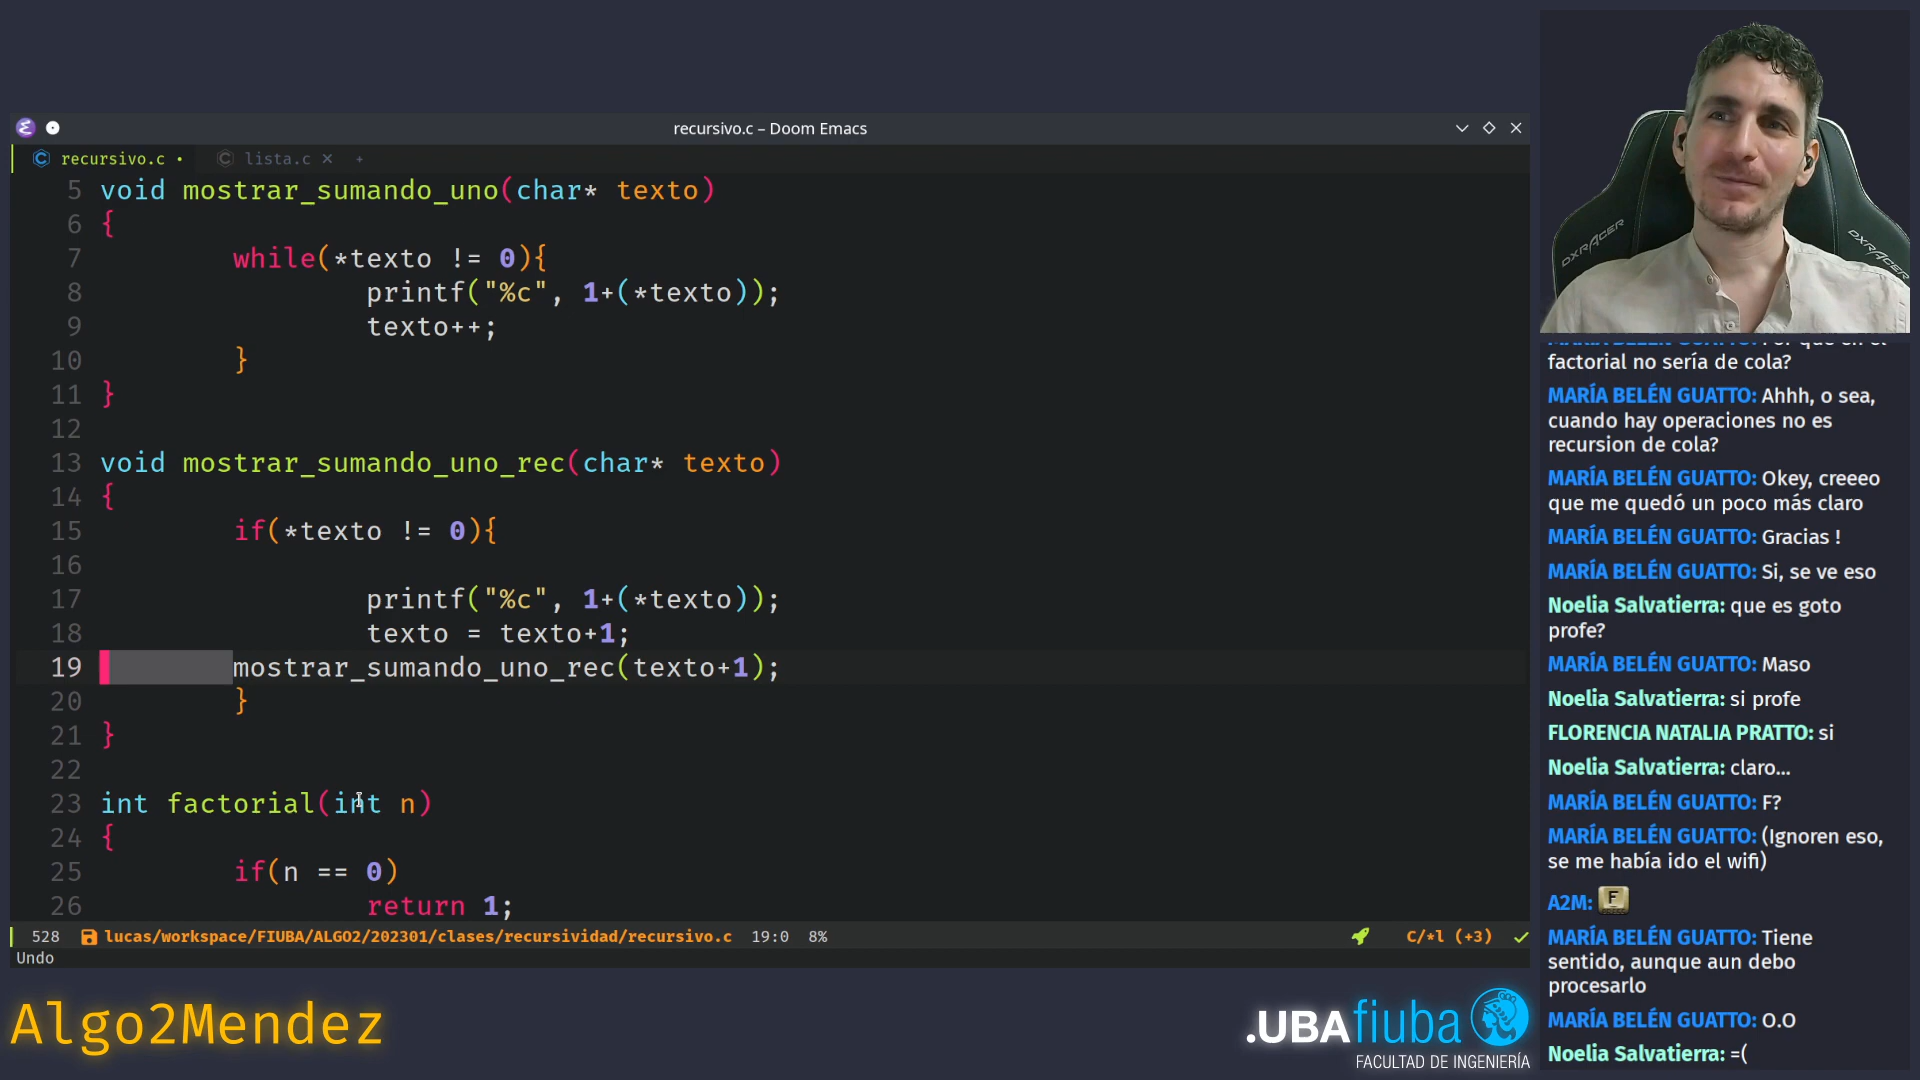 recursivo.c – Doom Emacs
recursivo.c •
lista.c × +
5 void mostrar_sumando_uno(char* texto)
6 {
7 while(*texto != 0){
8 printf("%c", 1+(*texto));
9 texto++;
10 }
11 }
12
13 void mostrar_sumando_uno_rec(char* texto)
14 {
15 if(*texto != 0){
16
17 printf("%c", 1+(*texto));
18 texto = texto+1;
19 mostrar_sumando_uno_rec(texto+1);
20 }
21 }
22
23 int factorial(int n)
24 {
25 if(n == 0)
26 return 1;
528 lucas/workspace/FIUBA/ALGO2/202301/clases/recursividad/recursivo.c 19:0 8% C/*l (+3)
Undo
Algo2Mendez
.UBAfiuba
FACULTAD DE INGENIERÍA
DXRACER
DXRACER
factorial no sería de cola?
MARÍA BELÉN GUATTO: Ahhh, o sea,
cuando hay operaciones no es
recursion de cola?
MARÍA BELÉN GUATTO: Okey, creeeo
que me quedó un poco más claro
MARÍA BELÉN GUATTO: Gracias !
MARÍA BELÉN GUATTO: Si, se ve eso
Noelia Salvatierra: que es goto
profe?
MARÍA BELÉN GUATTO: Maso
Noelia Salvatierra: si profe
FLORENCIA NATALIA PRATTO: si
Noelia Salvatierra: claro...
MARÍA BELÉN GUATTO: F?
MARÍA BELÉN GUATTO: (Ignoren eso,
se me había ido el wifi)
A2M: F
MARÍA BELÉN GUATTO: Tiene
sentido, aunque aun debo
procesarlo
MARÍA BELÉN GUATTO: O.O
Noelia Salvatierra: =(